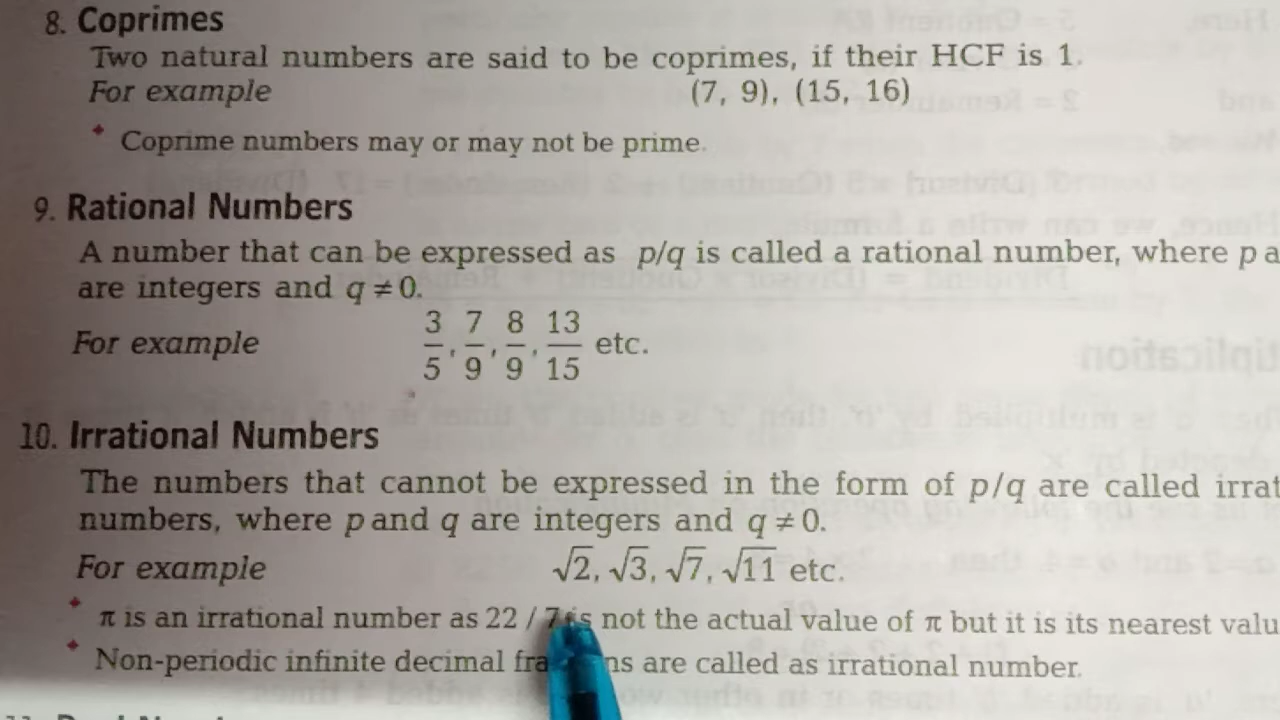 8. Coprimes
Two natural numbers are said to be coprimes, if their HCF is 1.
For example (7, 9), (15, 16)
Coprime numbers may or may not be prime.
9. Rational Numbers
A number that can be expressed as p/q is called a rational number, where p a
are integers and q ≠ 0.
For example 3/5, 7/9, 8/9, 13/15 etc.
10. Irrational Numbers
The numbers that cannot be expressed in the form of p/q are called irrat
numbers, where p and q are integers and q ≠ 0.
For example √2, √3, √7, √11 etc.
π is an irrational number as 22 / 7 is not the actual value of π but it is its nearest valu
Non-periodic infinite decimal fra ns are called as irrational number.